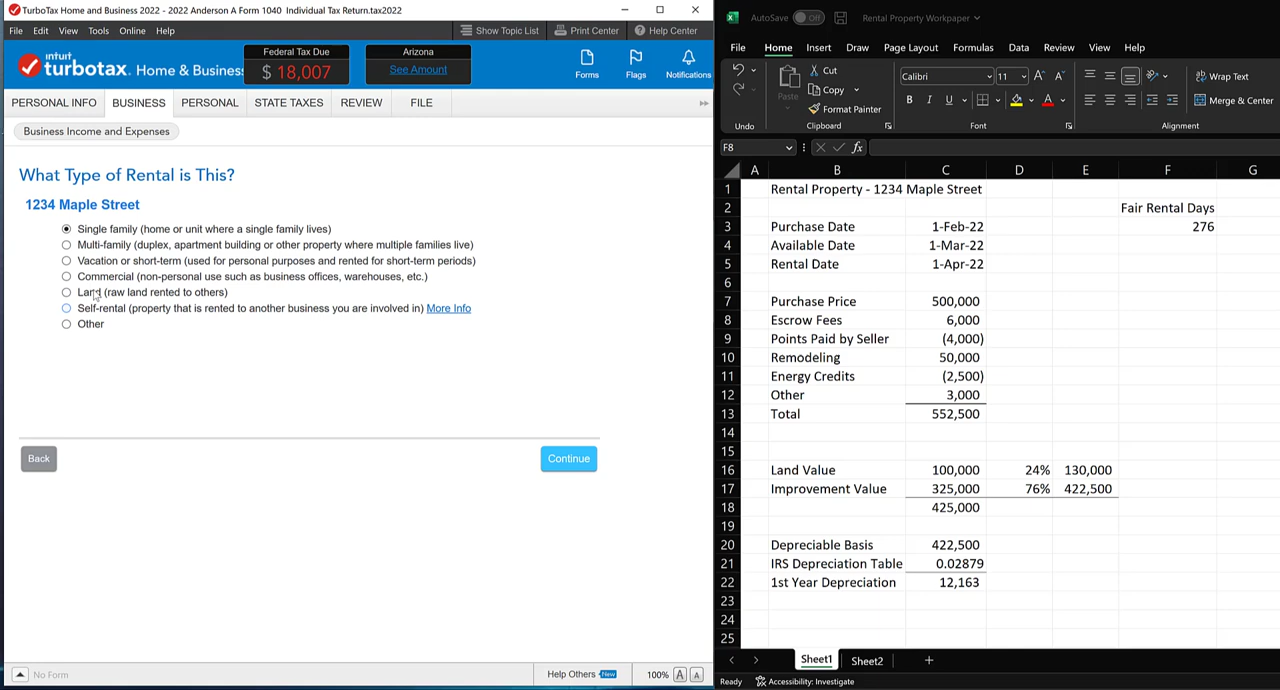 TurboTax Home and Business 2022 - 2022 Anderson A Form 1040 Individual Tax Return.tax2022
File Edit View Tools Online Help
Show Topic List Print Center Help Center
intuit turbotax. Home & Busines
Federal Tax Due
$ 18,007
Arizona
See Amount
Forms Flags Notifications
PERSONAL INFO BUSINESS PERSONAL STATE TAXES REVIEW FILE
Business Income and Expenses
What Type of Rental is This?
1234 Maple Street
Single family (home or unit where a single family lives)
Multi-family (duplex, apartment building or other property where multiple families live)
Vacation or short-term (used for personal purposes and rented for short-term periods)
Commercial (non-personal use such as business offices, warehouses, etc.)
Land (raw land rented to others)
Self-rental (property that is rented to another business you are involved in) More Info
Other
Back Continue
No Form Help Others New 100% A A
AutoSave Off Rental Property Workpaper
File Home Insert Draw Page Layout Formulas Data Review View Help
Paste Cut Copy Format Painter
Calibri 11 A A
B I U A
Wrap Text
Merge & Center
Undo Clipboard Font Alignment
F8 fx
A B C D E F G
1 Rental Property - 1234 Maple Street
2 Fair Rental Days
3 Purchase Date 1-Feb-22 276
4 Available Date 1-Mar-22
5 Rental Date 1-Apr-22
6
7 Purchase Price 500,000
8 Escrow Fees 6,000
9 Points Paid by Seller (4,000)
10 Remodeling 50,000
11 Energy Credits (2,500)
12 Other 3,000
13 Total 552,500
14
15
16 Land Value 100,000 24% 130,000
17 Improvement Value 325,000 76% 422,500
18 425,000
19
20 Depreciable Basis 422,500
21 IRS Depreciation Table 0.02879
22 1st Year Depreciation 12,163
23
24
25
Sheet1 Sheet2
Ready Accessibility: Investigate